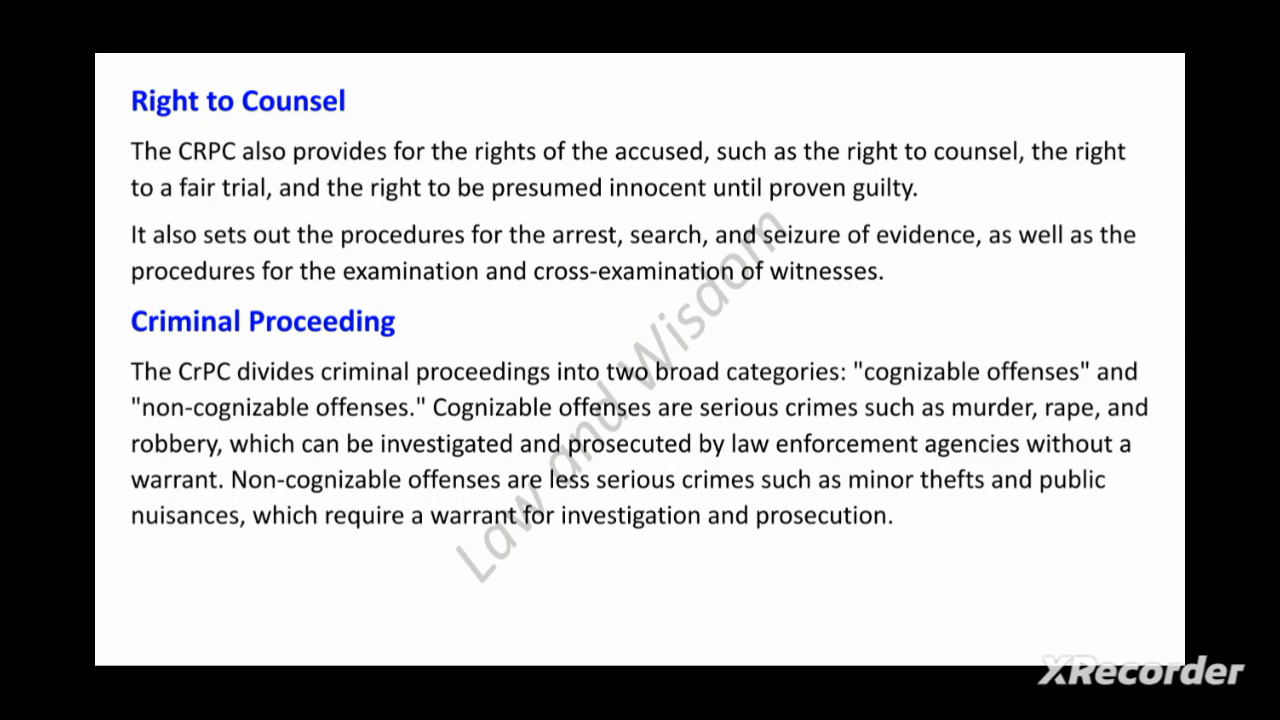 Right to Counsel
The CRPC also provides for the rights of the accused, such as the right to counsel, the right
to a fair trial, and the right to be presumed innocent until proven guilty.
It also sets out the procedures for the arrest, search, and seizure of evidence, as well as the
procedures for the examination and cross-examination of witnesses.
Criminal Proceeding
The CrPC divides criminal proceedings into two broad categories: "cognizable offenses" and
"non-cognizable offenses." Cognizable offenses are serious crimes such as murder, rape, and
robbery, which can be investigated and prosecuted by law enforcement agencies without a
warrant. Non-cognizable offenses are less serious crimes such as minor thefts and public
nuisances, which require a warrant for investigation and prosecution.
Law and Wisdom
XRecorder